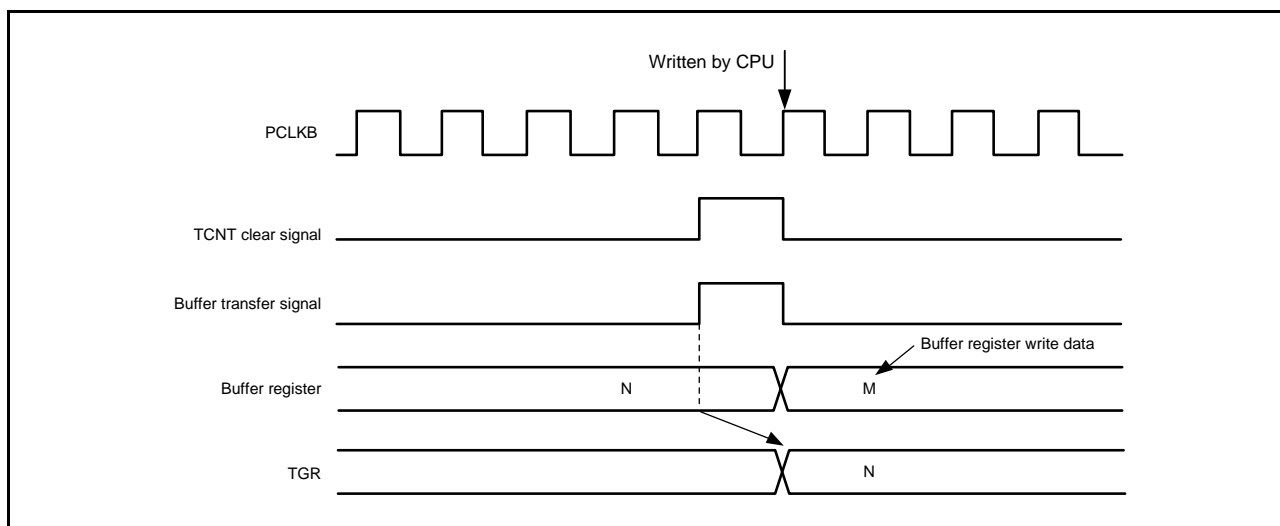 Written by CPU
PCLKB
TCNT clear signal
Buffer transfer signal
Buffer register write data
Buffer register
N
M
TGR
N